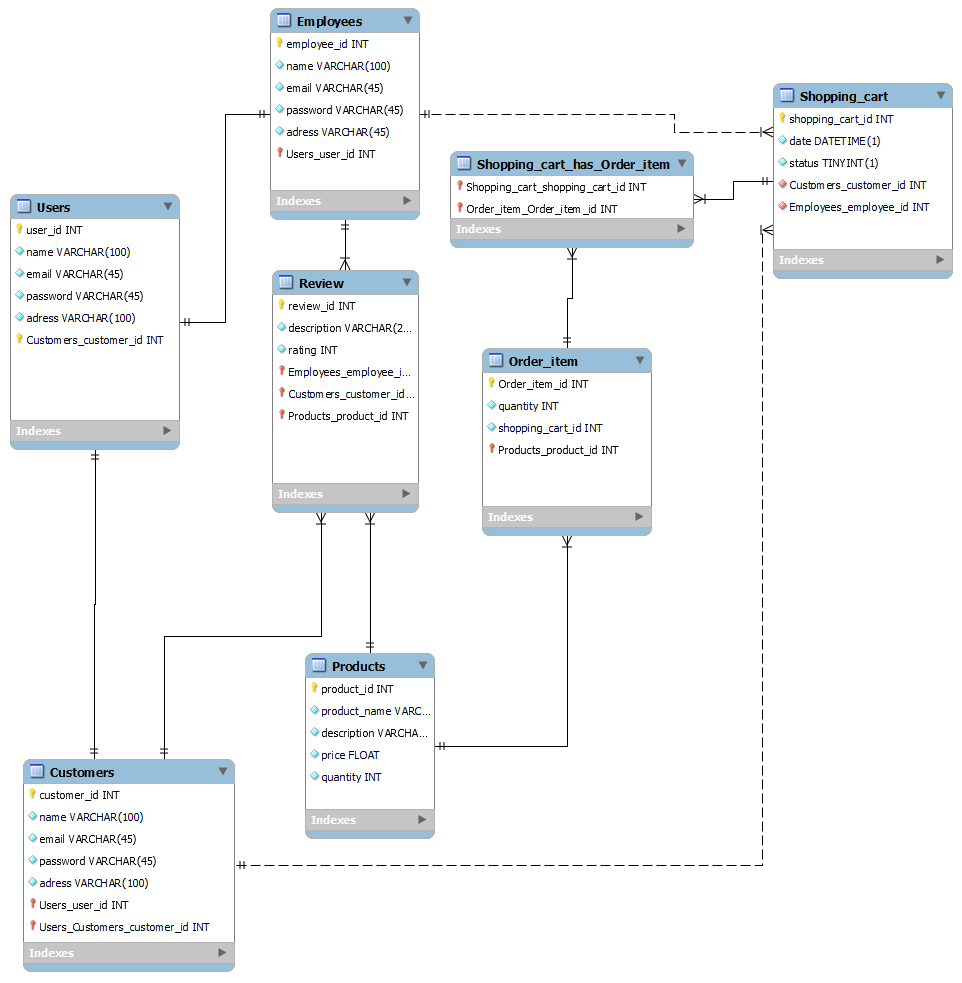 Employees
employee_id INT
name VARCHAR(100)
email VARCHAR(45)
password VARCHAR(45)
adress VARCHAR(45)
Users_user_id INT
Indexes
Shopping_cart
shopping_cart_id INT
date DATETIME(1)
status TINYINT(1)
Customers_customer_id INT
Employees_employee_id INT
Indexes
Shopping_cart_has_Order_item
Shopping_cart_shopping_cart_id INT
Order_item_Order_item_id INT
Indexes
Users
user_id INT
name VARCHAR(100)
email VARCHAR(45)
password VARCHAR(45)
adress VARCHAR(100)
Customers_customer_id INT
Indexes
Review
review_id INT
description VARCHAR(2...
rating INT
Employees_employee_i...
Customers_customer_id...
Products_product_id INT
Indexes
Order_item
Order_item_id INT
quantity INT
shopping_cart_id INT
Products_product_id INT
Indexes
Products
product_id INT
product_name VARC...
description VARCHA...
price FLOAT
quantity INT
Indexes
Customers
customer_id INT
name VARCHAR(100)
email VARCHAR(45)
password VARCHAR(45)
adress VARCHAR(100)
Users_user_id INT
Users_Customers_customer_id INT
Indexes